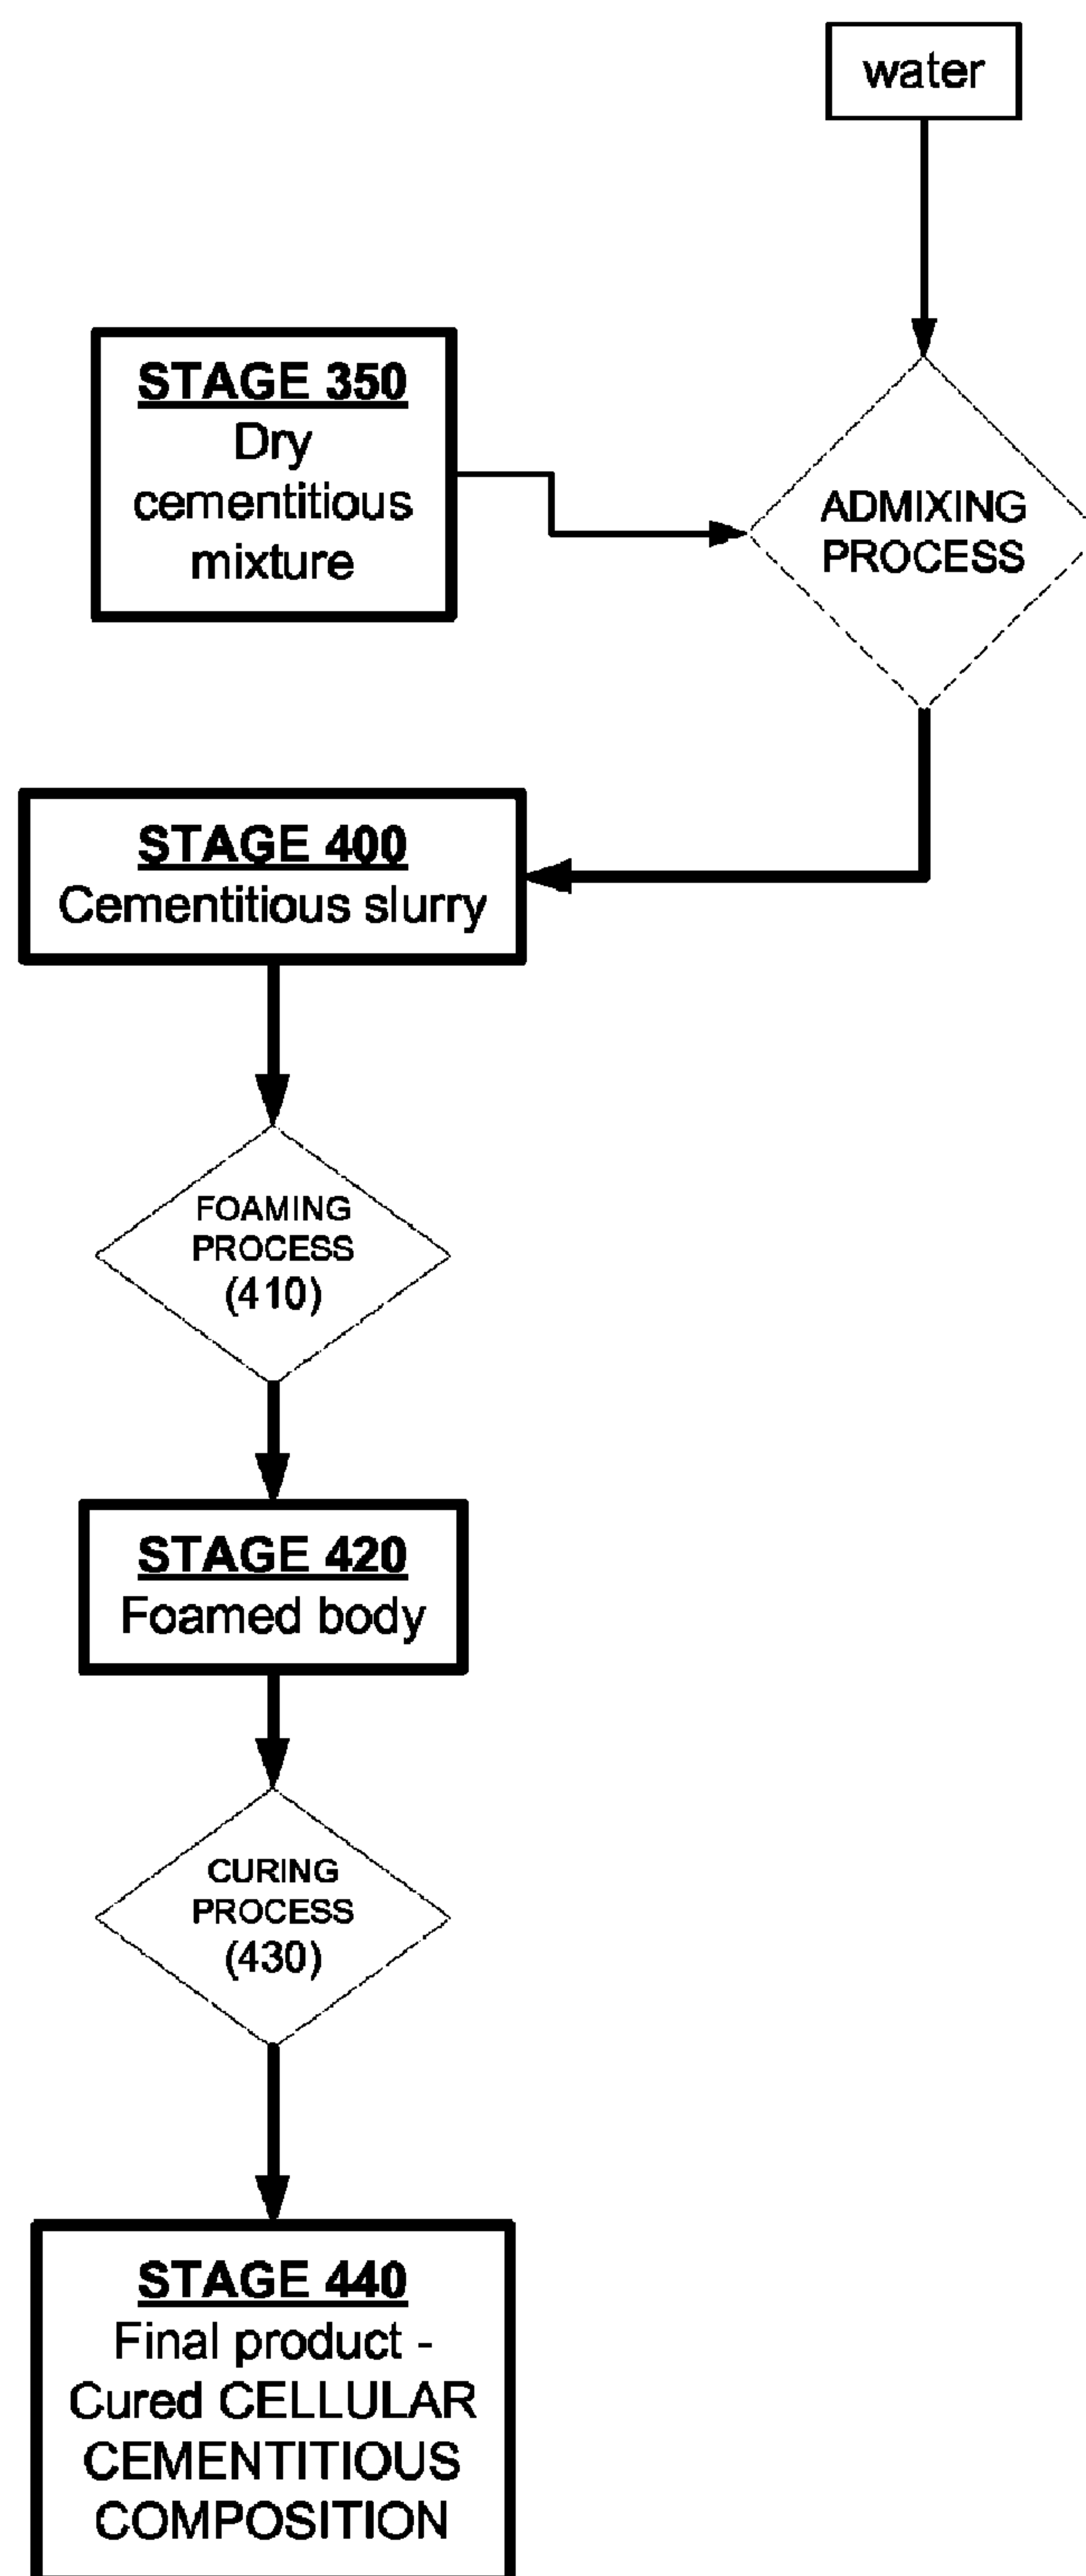 water
STAGE 350
Dry
cementitious
mixture
ADMIXING
PROCESS
STAGE 400
Cementitious slurry
FOAMING
PROCESS
(410)
STAGE 420
Foamed body
CURING
PROCESS
(430)
STAGE 440
Final product -
Cured CELLULAR
CEMENTITIOUS
COMPOSITION